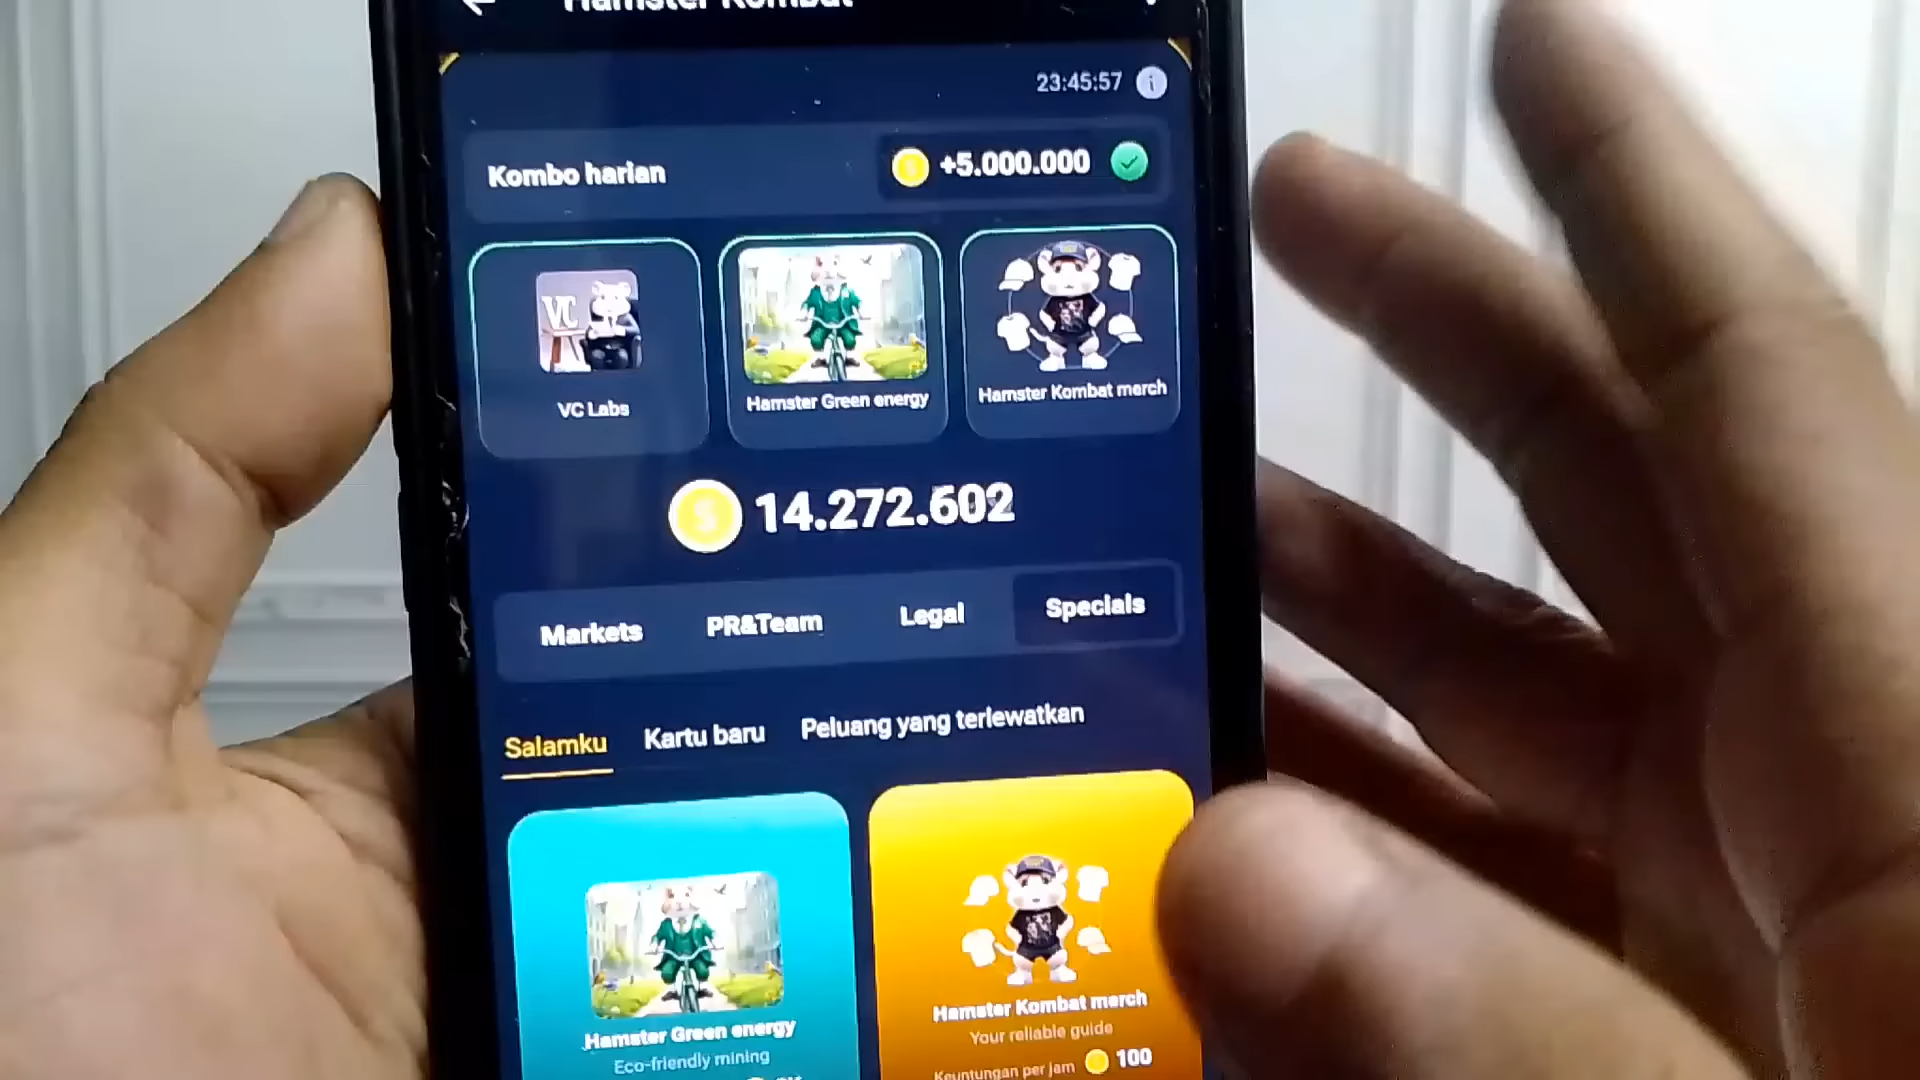 Hamster Kombat
23:45:57
Kombo harian
+5.000.000
VC
VC Labs
Hamster Green energy
Hamster Kombat merch
14.272.602
Markets
PR&Team
Legal
Specials
Salamku
Kartu baru
Peluang yang terlewatkan
Hamster Green energy
Eco-friendly mining
Hamster Kombat merch
Your reliable guide
Keuntungan per jam 100